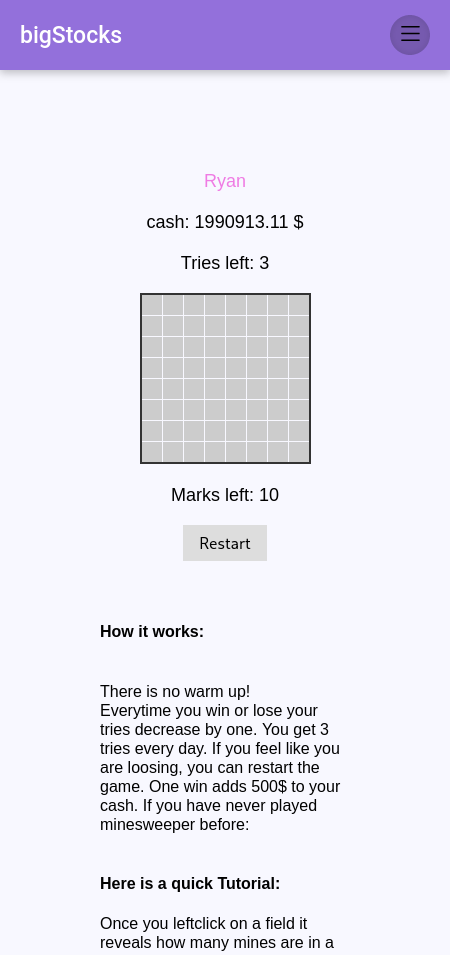 bigStocks
Ryan
cash: 1990913.11 $
Tries left: 3
Marks left: 10
Restart
How it works:
There is no warm up!
Everytime you win or lose your
tries decrease by one. You get 3
tries every day. If you feel like you
are loosing, you can restart the
game. One win adds 500$ to your
cash. If you have never played
minesweeper before:
Here is a quick Tutorial:
Once you leftclick on a field it
reveals how many mines are in a